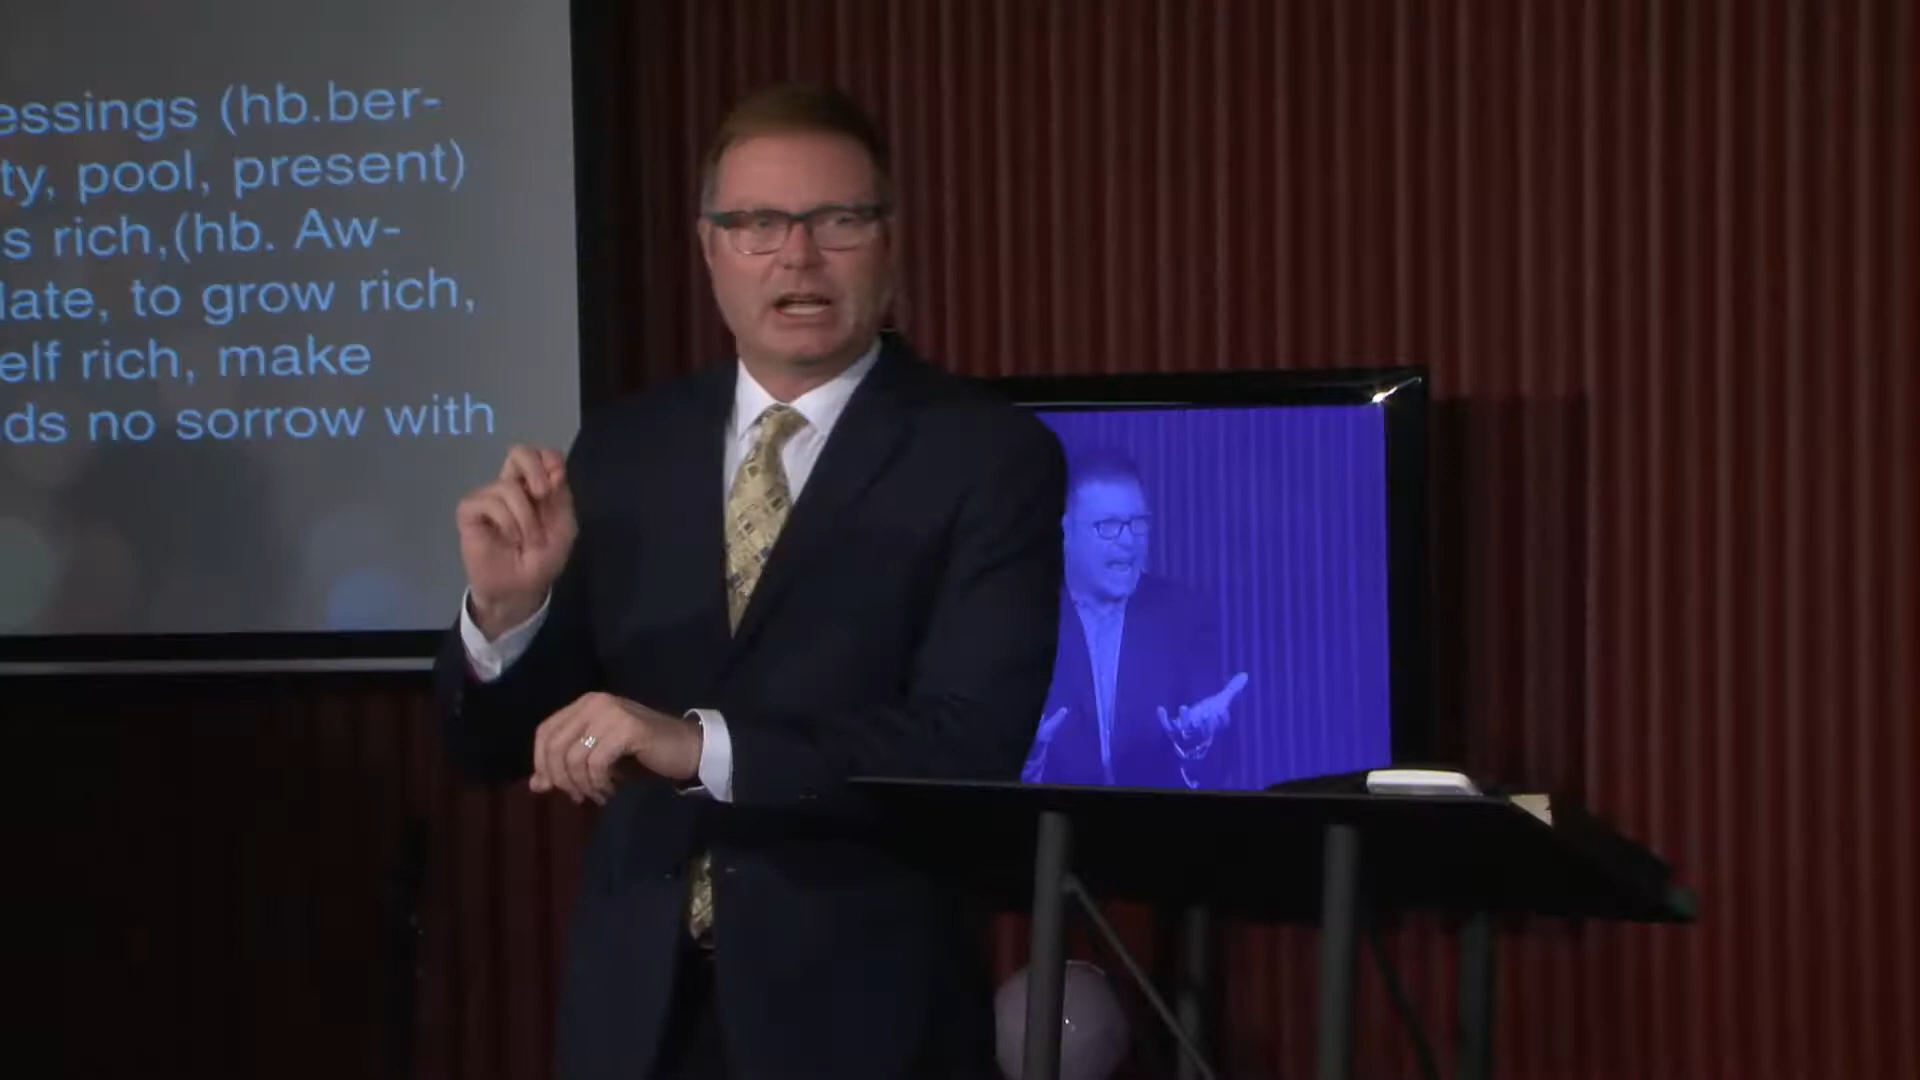 essings (hb.ber-
ty, pool, present)
s rich,(hb. Aw-
late, to grow rich,
elf rich, make
ds no sorrow with